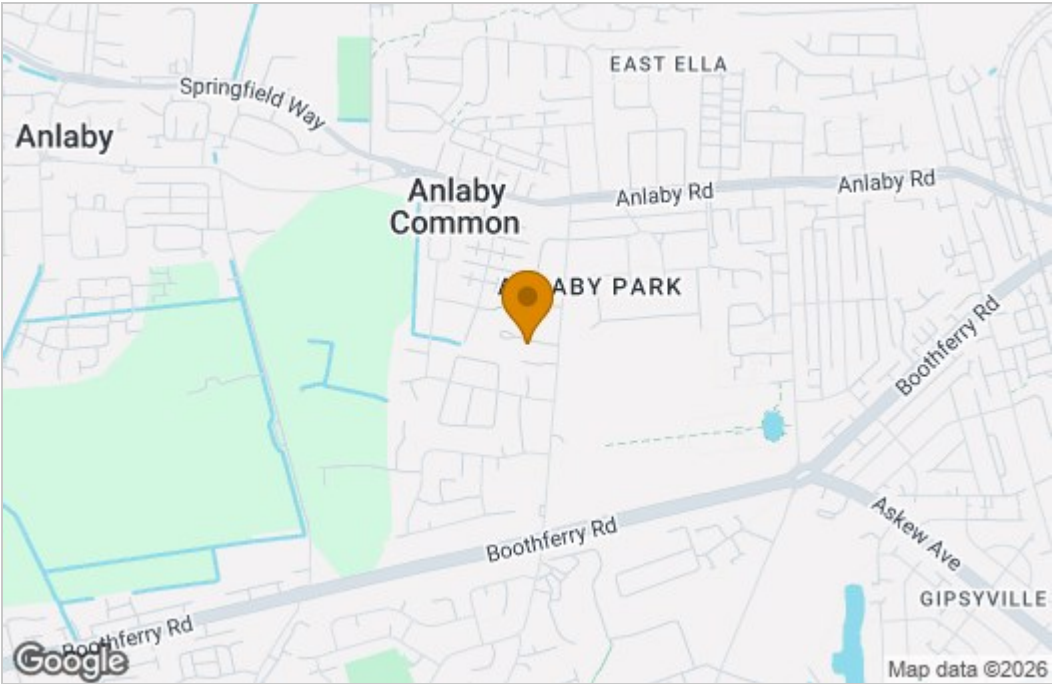 EAST ELLA
Springfield Way
Anlaby
Anlaby Rd
Anlaby Rd
Anlaby
Common
ABY PARK
Boothferry Rd
Boothferry Rd
Askew Ave
GIPSYVILLE
Boothferry Rd
Google
Map data ©2026